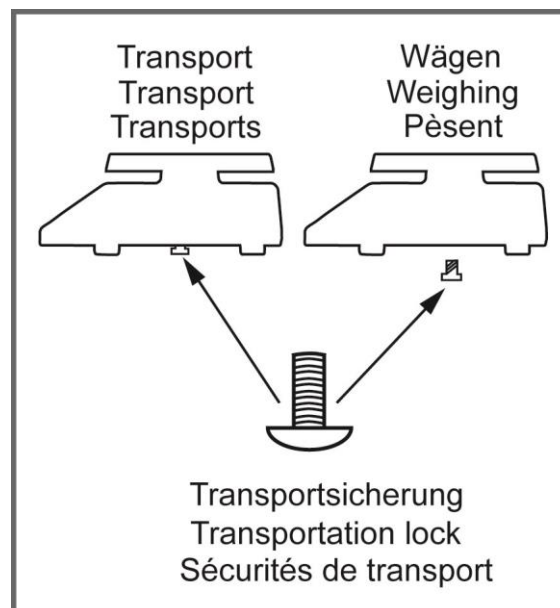 Transport
Transport
Transports
Wägen
Weighing
Pèsent
Transportsicherung
Transportation lock
Sécurités de transport